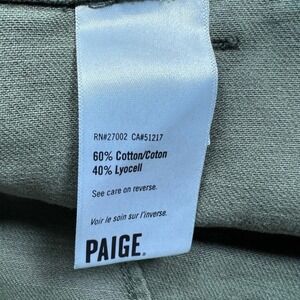 RN#27002 CA#51217
60% Cotton/Coton
40% Lyocell
See care on reverse.
Voir le soin sur l'inverse.
PAIGE.